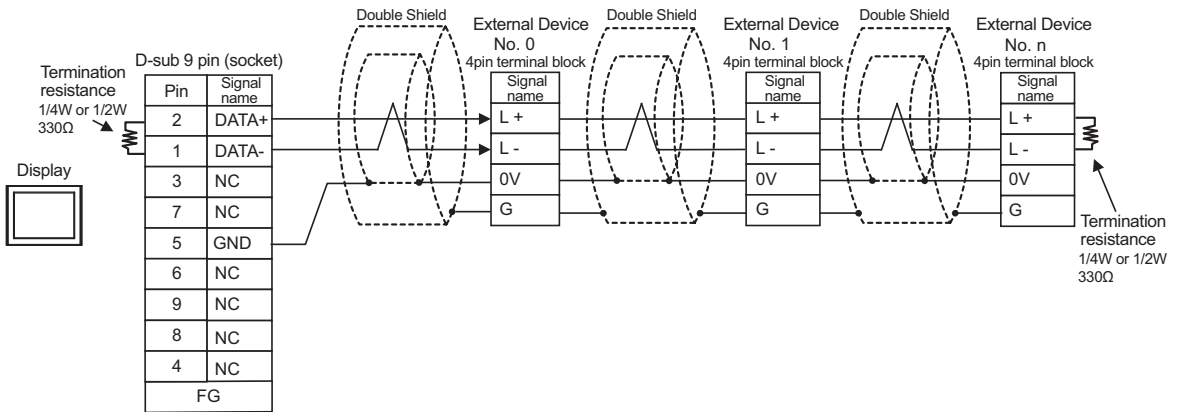 Double Shield
Double Shield
Double Shield
External Device
No. 0
4pin terminal block
External Device
No. 1
4pin terminal block
External Device
No. n
4pin terminal block
D-sub 9 pin (socket)
Termination
resistance
1/4W or 1/2W
330Ω
Display
Pin Signal name
2 DATA+
1 DATA-
3 NC
7 NC
5 GND
6 NC
9 NC
8 NC
4 NC
FG
Signal
name
L +
L -
0V
G
Signal
name
L +
L -
0V
G
Signal
name
L +
L -
0V
G
Termination
resistance
1/4W or 1/2W
330Ω